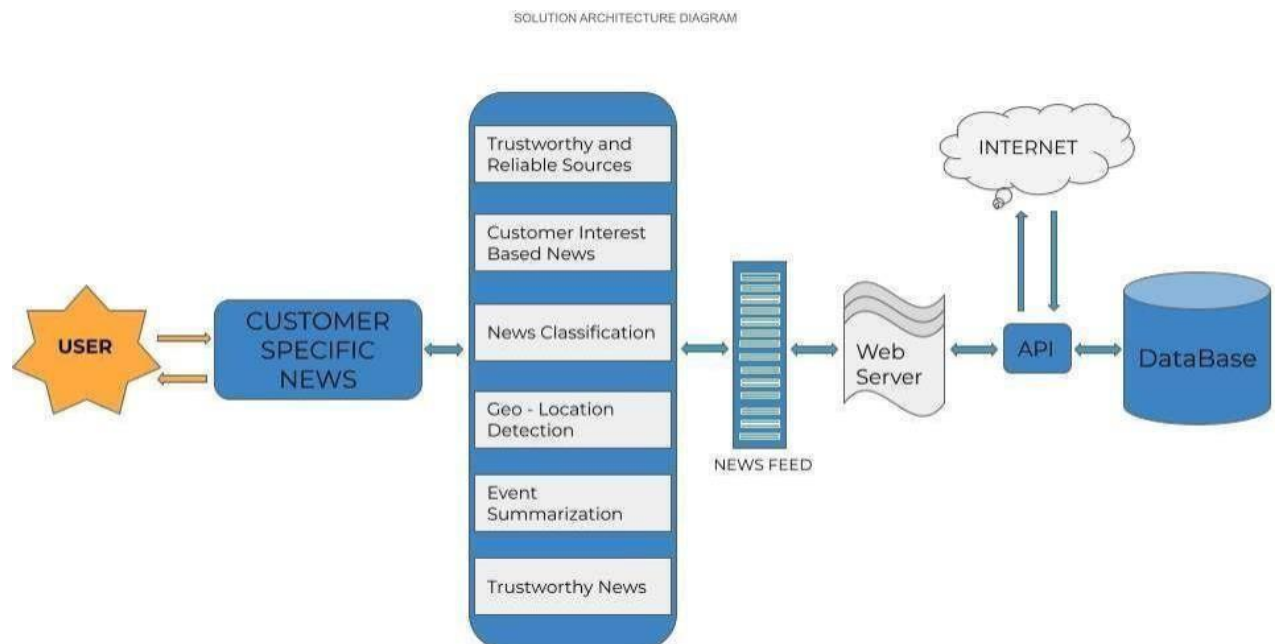 SOLUTION ARCHITECTURE DIAGRAM
USER
CUSTOMER
SPECIFIC
NEWS
Trustworthy and
Reliable Sources
Customer Interest
Based News
News Classification
Geo - Location
Detection
Event
Summarization
Trustworthy News
NEWS FEED
Web
Server
API
INTERNET
DataBase